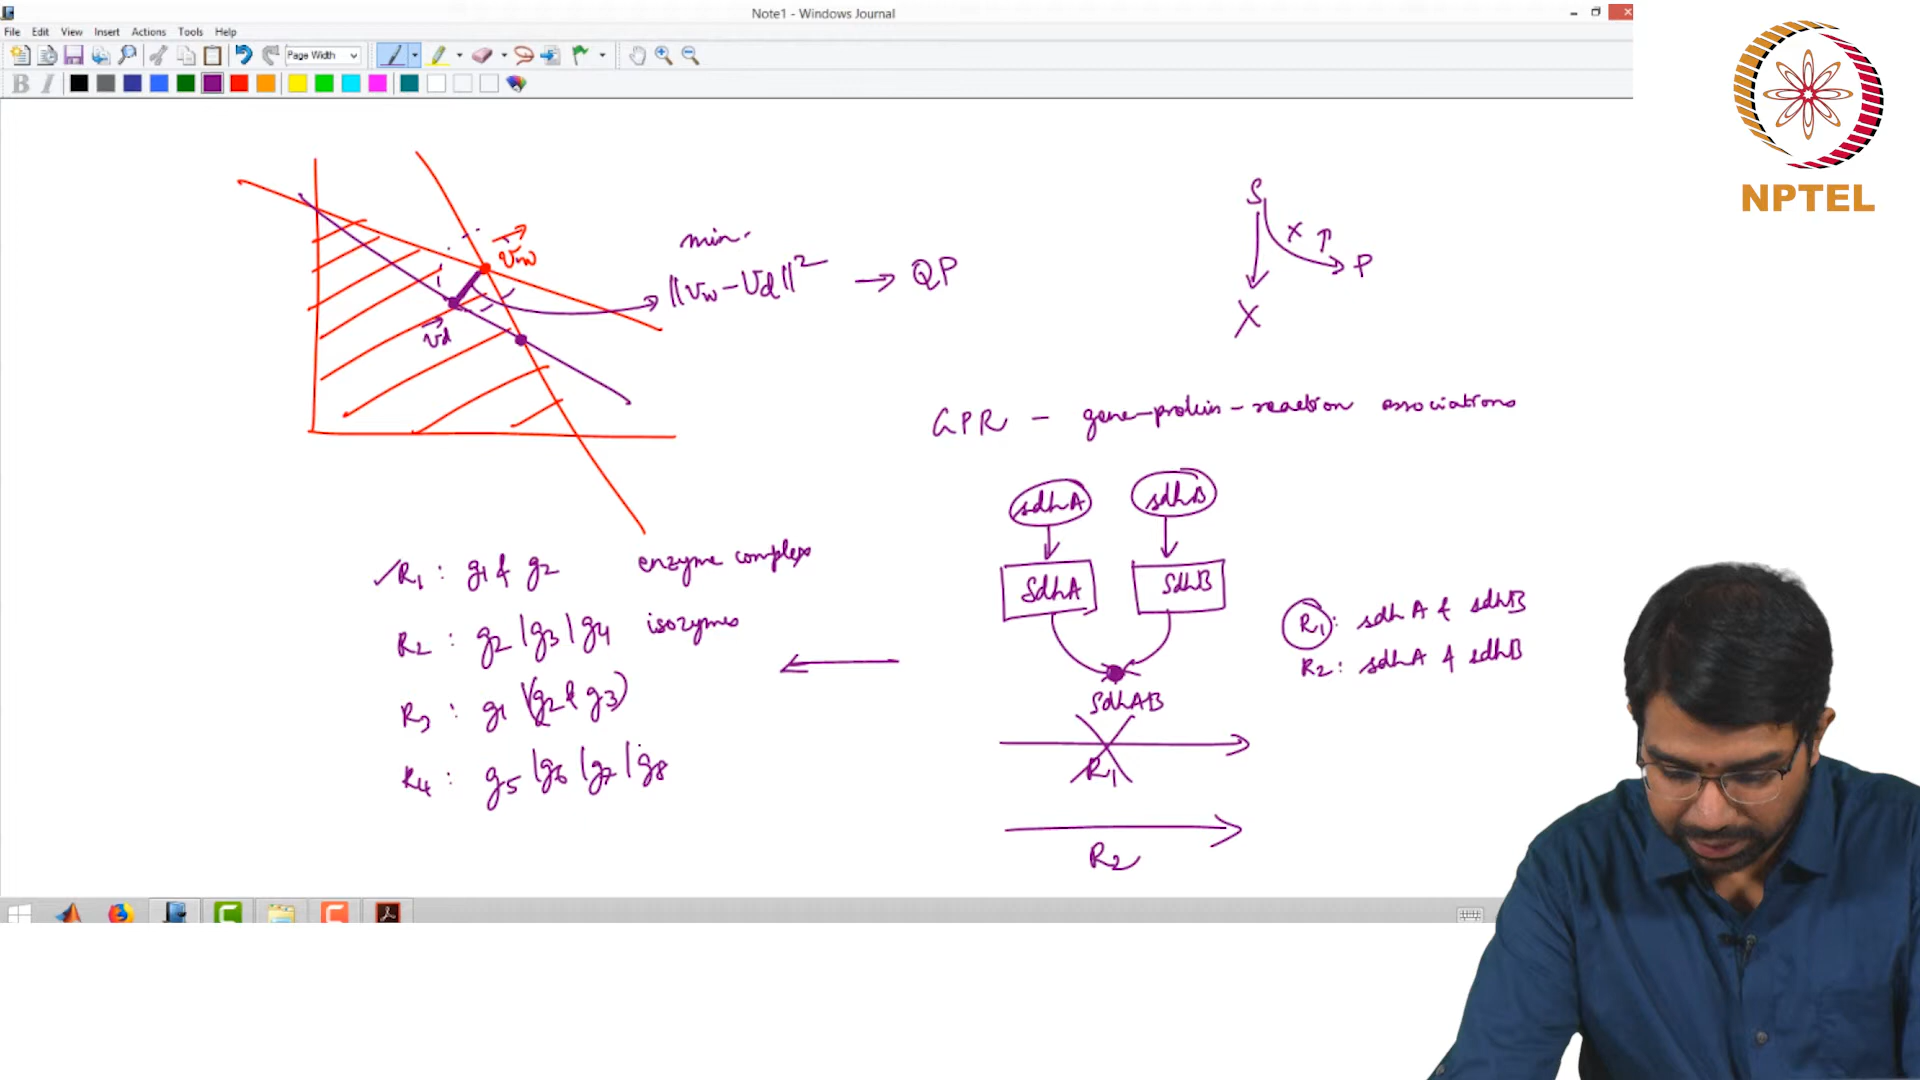 Note1 - Windows Journal
File Edit View Insert Actions Tools Help
Page Width
B I
NPTEL
min.
vw
||vw - vd||² → QP
vd
S
X ↑
P
X
GPR - gene-protein-reaction associations
sdhA sdhB
SdhA SdhB
SdhAB
R1
R2
R1: sdhA & sdhB
R2: sdhA & sdhB
✓R1 : g1 & g2 enzyme complex
R2 : g2 | g3 | g4 isozymes
R3 : g1 | (g2 & g3)
R4 : g5 | g6 | g7 | g8